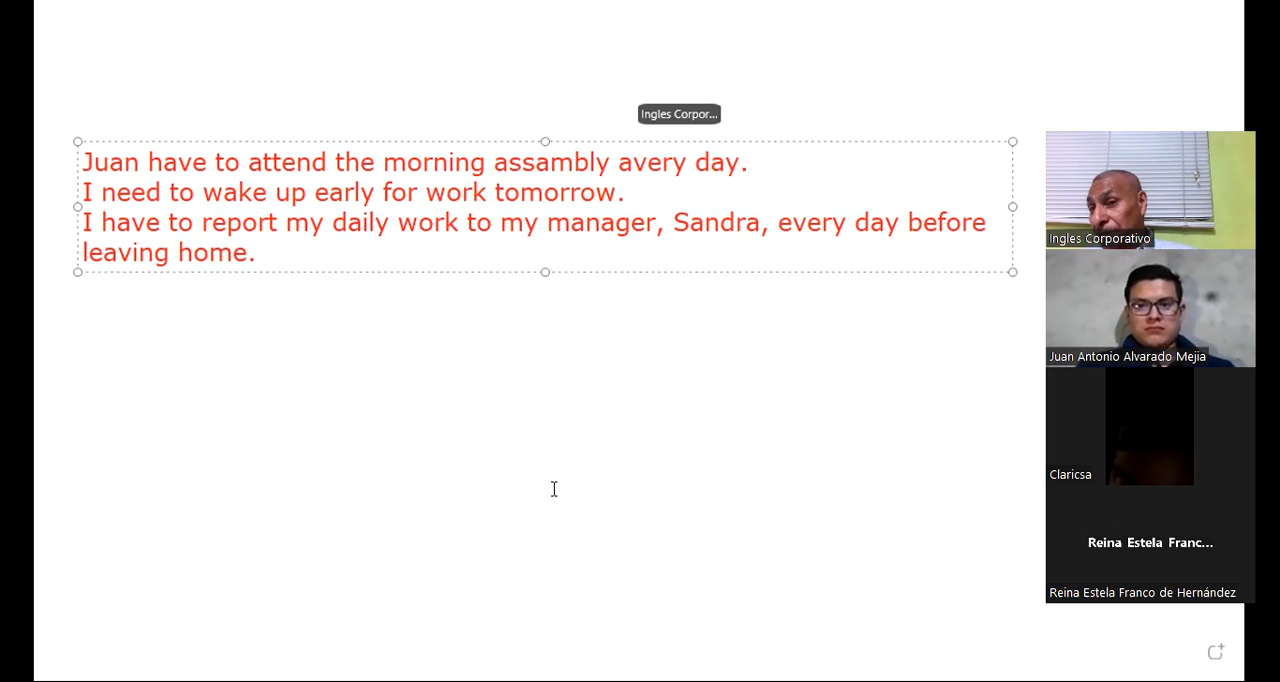 Ingles Corpor...
Juan have to attend the morning assambly avery day.
I need to wake up early for work tomorrow.
I have to report my daily work to my manager, Sandra, every day before
leaving home.
Ingles Corporativo
Juan Antonio Alvarado Mejia
Claricsa
Reina Estela Franc...
Reina Estela Franco de Hernández